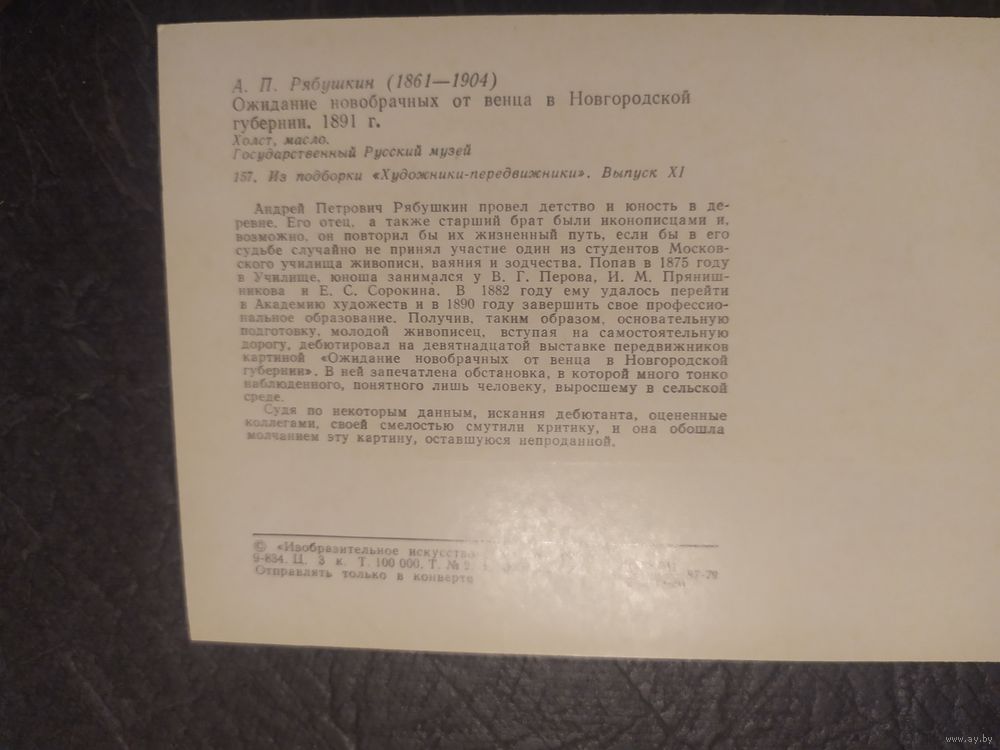 А. П. Рябушкин (1861—1904)
Ожидание новобрачных от венца в Новгородской
губернии. 1891 г.
Холст, масло.
Государственный Русский музей
157. Из подборки «Художники-передвижники». Выпуск XI
Андрей Петрович Рябушкин провел детство и юность в де-
ревне. Его отец, а также старший брат были иконописцами и,
возможно, он повторил бы их жизненный путь, если бы в его
судьбе случайно не принял участие один из студентов Москов-
ского училища живописи, ваяния и зодчества. Попав в 1875 году
в Училище, юноша занимался у В. Г. Перова, И. М. Пряниш-
никова и Е. С. Сорокина. В 1882 году ему удалось перейти
в Академию художеств и в 1890 году завершить свое профессио-
нальное образование. Получив, таким образом, основательную
подготовку, молодой живописец, вступая на самостоятельную
дорогу, дебютировал на девятнадцатой выставке передвижников
картиной «Ожидание новобрачных от венца в Новгородской
губернии». В ней запечатлена обстановка, в которой много тонко
наблюденного, понятного лишь человеку, выросшему в сельской
среде.
Судя по некоторым данным, искания дебютанта, оцененные
коллегами, своей смелостью смутили критику, и она обошла
молчанием эту картину, оставшуюся непроданной.
© «Изобразительное искусство
9-834. Ц. 3 к. Т. 100 000. Т. №
Отправлять только в конверте
www.ay.by